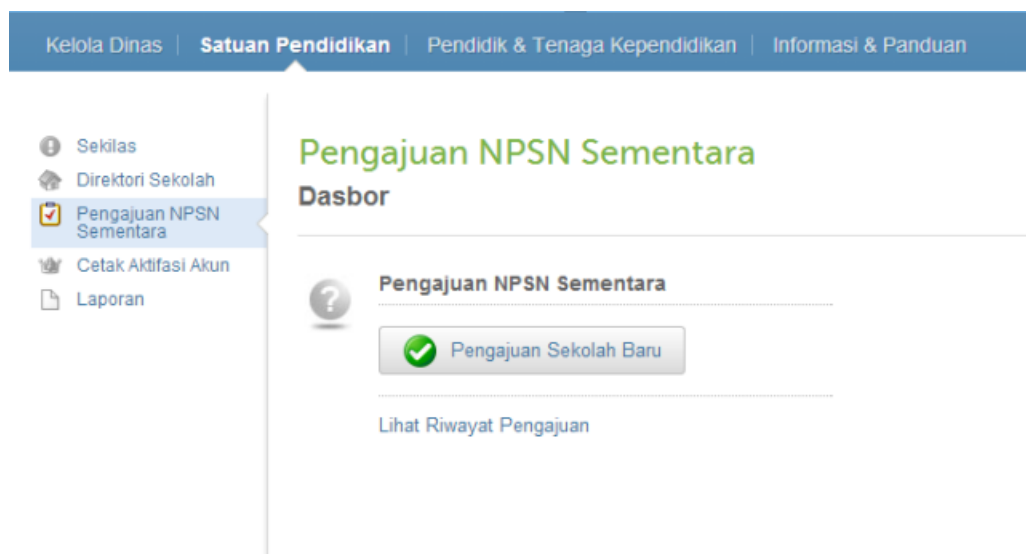 Kelola Dinas | Satuan Pendidikan | Pendidik & Tenaga Kependidikan | Informasi & Panduan
Sekilas
Direktori Sekolah
Pengajuan NPSN
Sementara
Cetak Aktifasi Akun
Laporan
Pengajuan NPSN Sementara
Dasbor
Pengajuan NPSN Sementara
Pengajuan Sekolah Baru
Lihat Riwayat Pengajuan